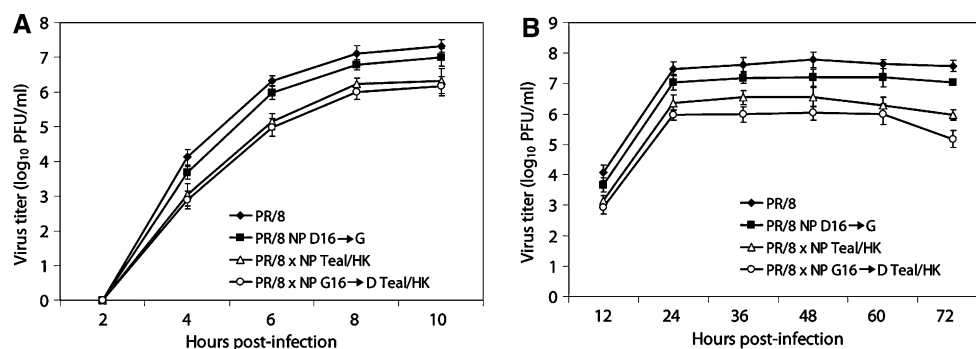 A
Virus titer (log10 PFU/ml)
8
7
6
5
4
3
2
1
0
PR/8
PR/8 NP D16→G
PR/8 x NP Teal/HK
PR/8 x NP G16→D Teal/HK
2 4 6 8 10
Hours post-infection
B
Virus titer (log10 PFU/ml)
9
8
7
6
5
4
3
2
1
0
PR/8
PR/8 NP D16→G
PR/8 x NP Teal/HK
PR/8 x NP G16→D Teal/HK
12 24 36 48 60 72
Hours post-infection